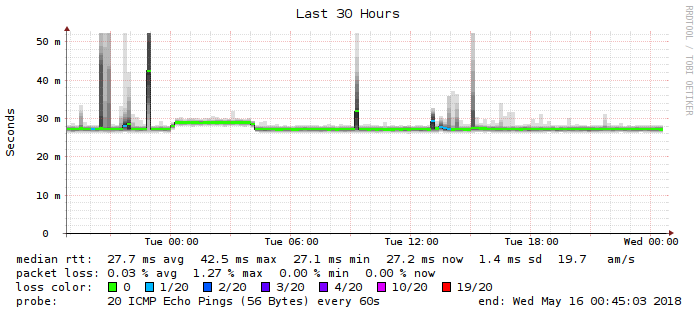 Last 30 Hours
RRDTOOL / TOBI OETIKER
Seconds
50 m
40 m
30 m
20 m
10 m
0
Tue 00:00 Tue 06:00 Tue 12:00 Tue 18:00 Wed 00:00
median rtt: 27.7 ms avg 42.5 ms max 27.1 ms min 27.2 ms now 1.4 ms sd 19.7 am/s
packet loss: 0.03 % avg 1.27 % max 0.00 % min 0.00 % now
loss color: 0 1/20 2/20 3/20 4/20 10/20 19/20
probe: 20 ICMP Echo Pings (56 Bytes) every 60s end: Wed May 16 00:45:03 2018